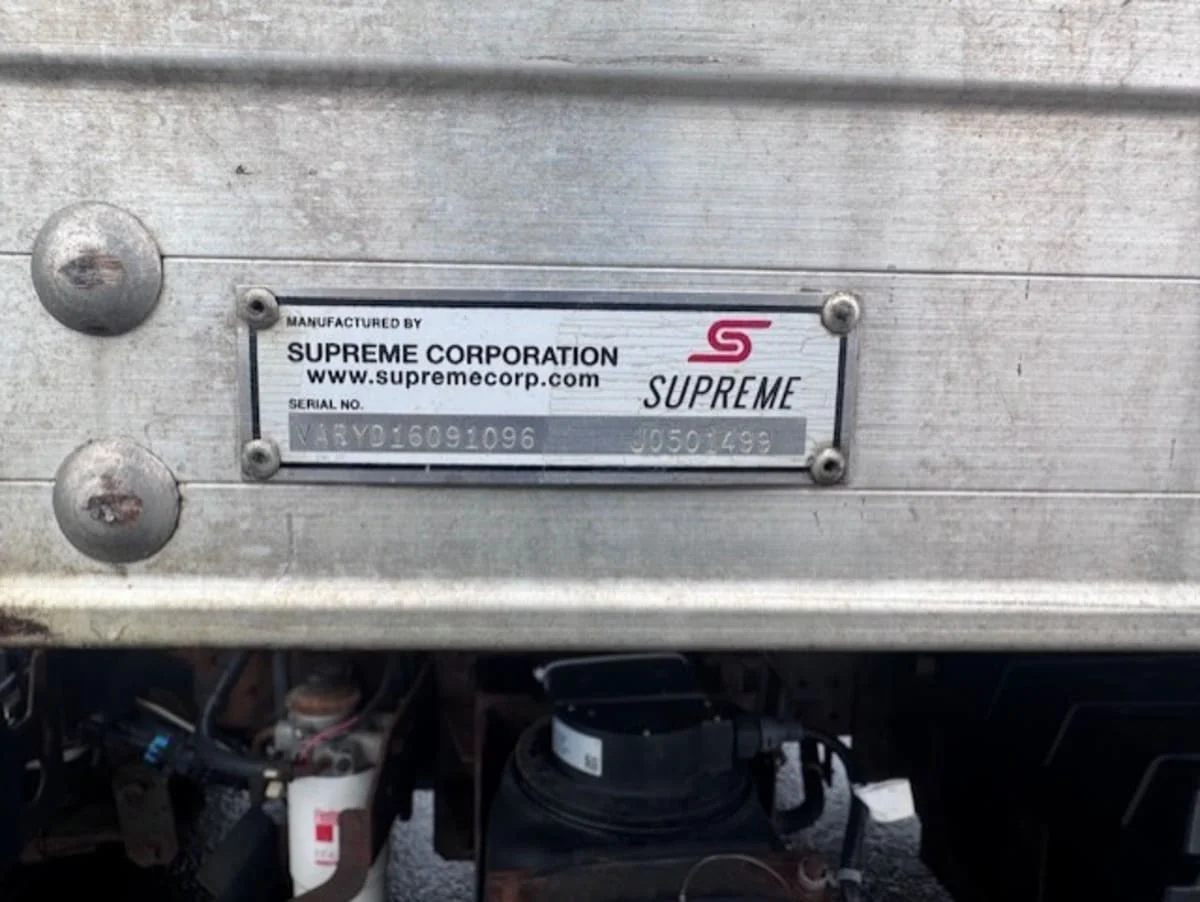 MANUFACTURED BY
SUPREME CORPORATION
www.supremecorp.com
SUPREME
SERIAL NO.
VARYD16091096 J0501499